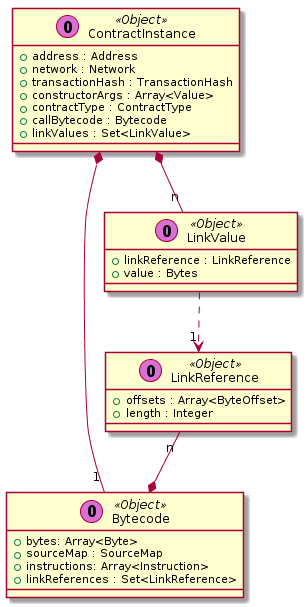 O «Object»
ContractInstance
address : Address
network : Network
transactionHash : TransactionHash
constructorArgs : Array<Value>
contractType : ContractType
callBytecode : Bytecode
linkValues : Set<LinkValue>
n
O «Object»
LinkValue
linkReference : LinkReference
value : Bytes
1
O «Object»
LinkReference
offsets : Array<ByteOffset>
length : Integer
n
1
O «Object»
Bytecode
bytes: Array<Byte>
sourceMap : SourceMap
instructions: Array<Instruction>
linkReferences : Set<LinkReference>